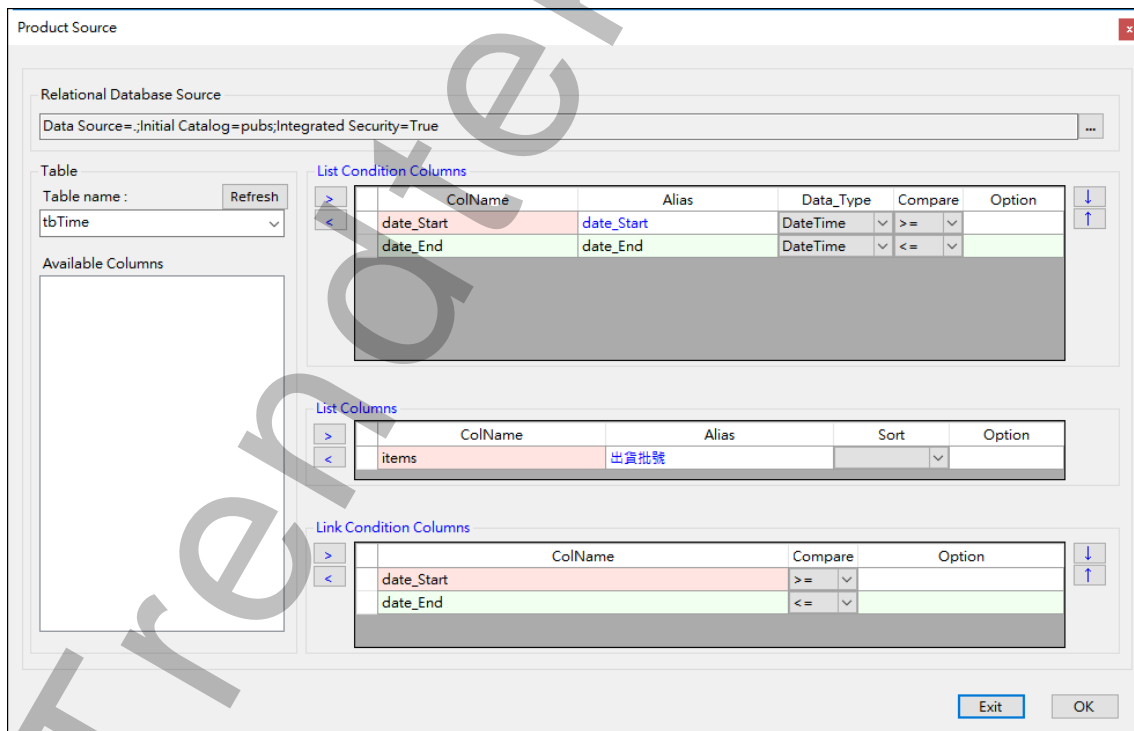 Product Source
x
Relational Database Source
Data Source=.;Initial Catalog=pubs;Integrated Security=True
...
Table
Table name :
Refresh
tbTime
Available Columns
List Condition Columns
>
<
ColName Alias Data_Type Compare Option
date_Start date_Start DateTime >=
date_End date_End DateTime <=
↓
↑
List Columns
>
<
ColName Alias Sort Option
items 出貨批號
Link Condition Columns
>
<
ColName Compare Option
date_Start >=
date_End <=
↓
↑
Exit OK
Trendter